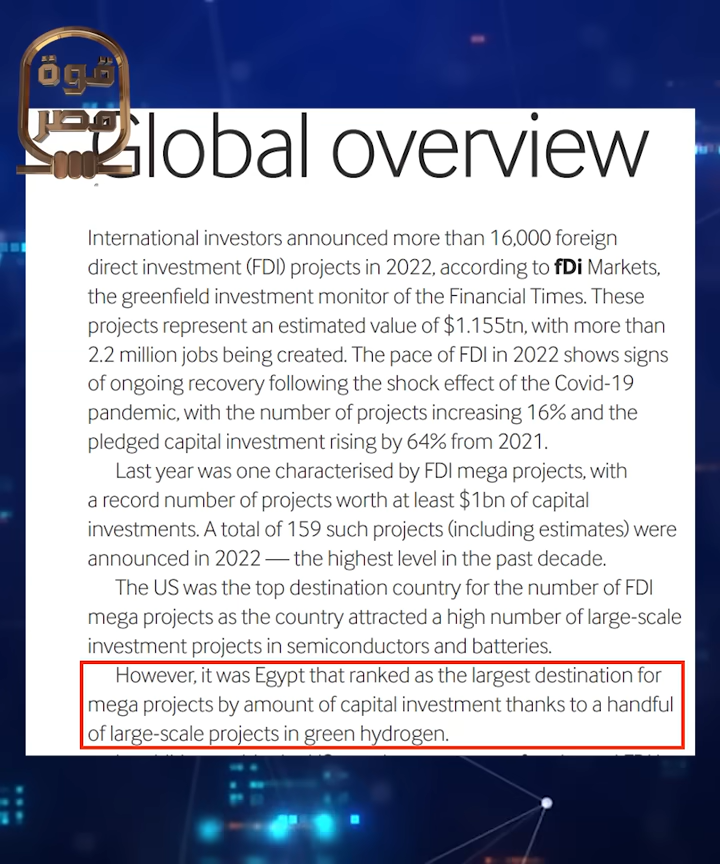 قوة
مصر
Global overview
International investors announced more than 16,000 foreign
direct investment (FDI) projects in 2022, according to fDi Markets,
the greenfield investment monitor of the Financial Times. These
projects represent an estimated value of $1.155tn, with more than
2.2 million jobs being created. The pace of FDI in 2022 shows signs
of ongoing recovery following the shock effect of the Covid-19
pandemic, with the number of projects increasing 16% and the
pledged capital investment rising by 64% from 2021.
Last year was one characterised by FDI mega projects, with
a record number of projects worth at least $1bn of capital
investments. A total of 159 such projects (including estimates) were
announced in 2022 — the highest level in the past decade.
The US was the top destination country for the number of FDI
mega projects as the country attracted a high number of large-scale
investment projects in semiconductors and batteries.
However, it was Egypt that ranked as the largest destination for
mega projects by amount of capital investment thanks to a handful
of large-scale projects in green hydrogen.